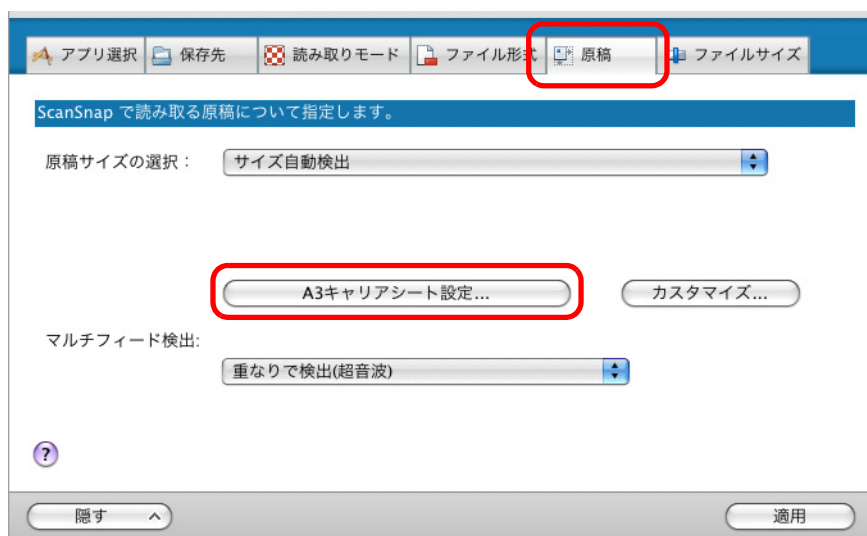 アプリ選択 保存先 読み取りモード ファイル形式 原稿 ファイルサイズ
ScanSnap で読み取る原稿について指定します。
原稿サイズの選択： サイズ自動検出
A3キャリアシート設定... カスタマイズ...
マルチフィード検出:
重なりで検出(超音波)
?
隠す 適用